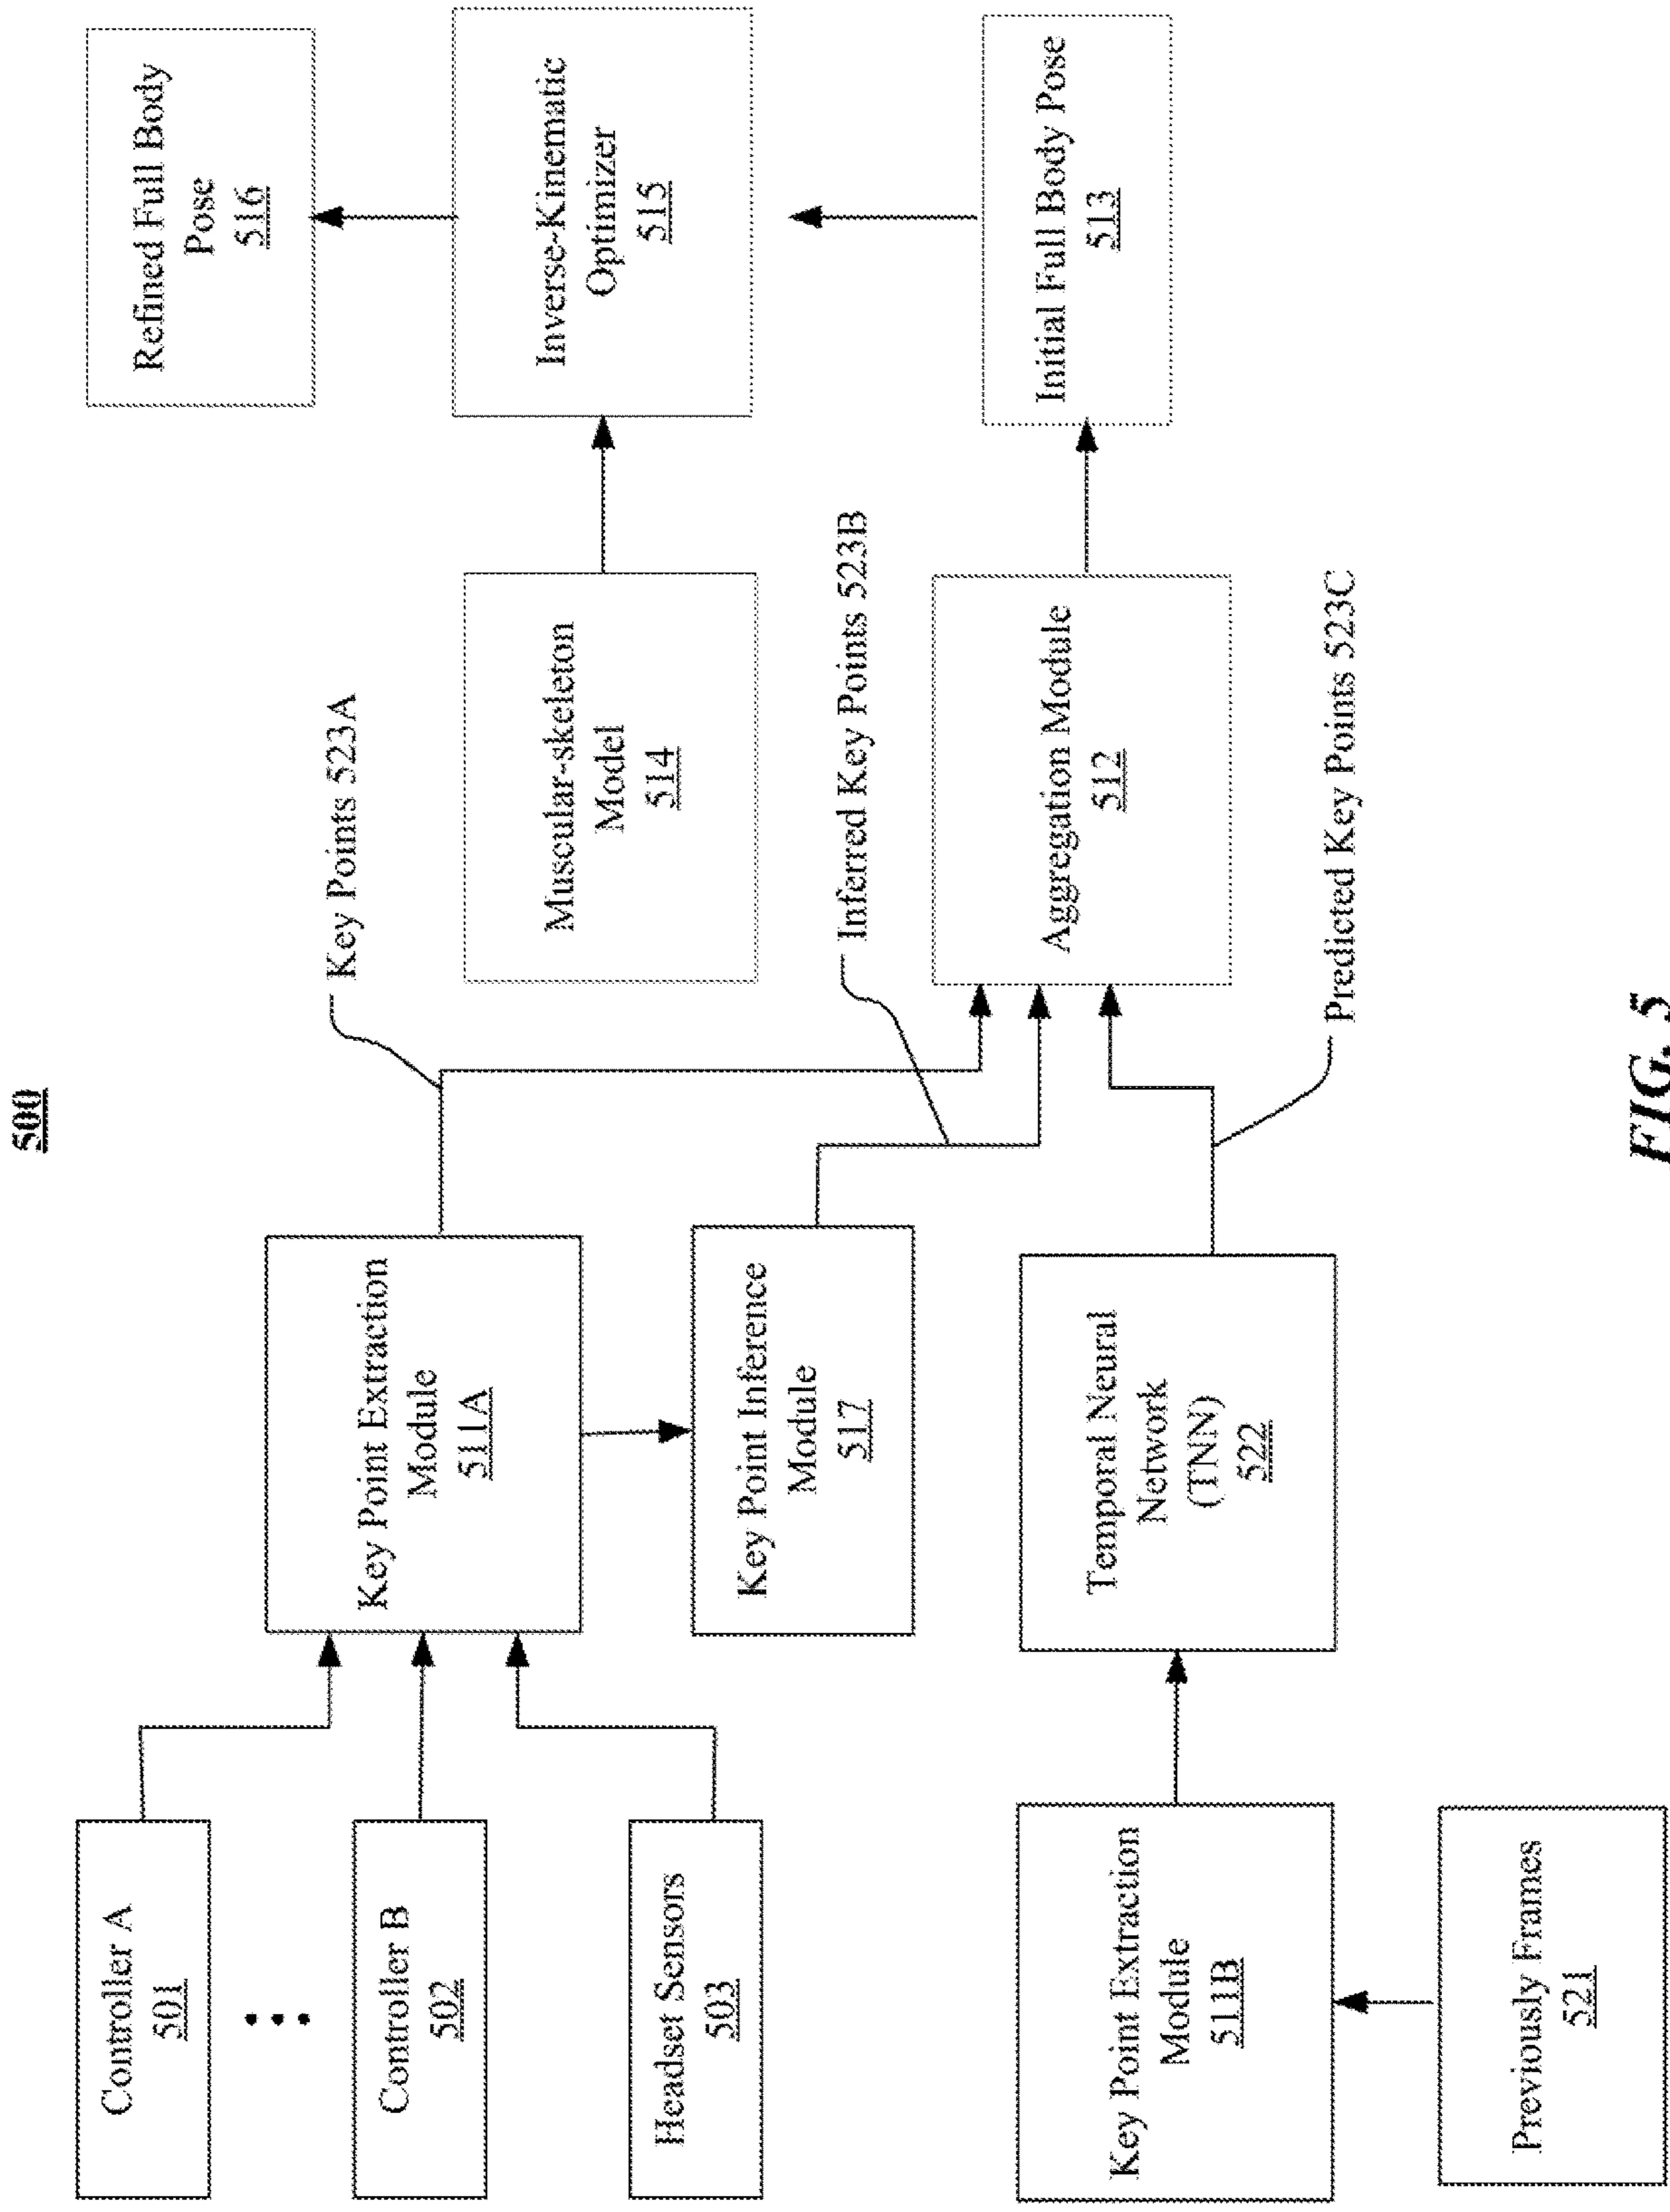 500
Controller A
501
Controller B
502
Headset Sensors
503
Key Point Extraction
Module
511A
Key Point Inference
Module
517
Key Points 523A
Muscular-skeleton
Model
514
Inverse-Kinematic
Optimizer
515
Refined Full Body
Pose
516
Inferred Key Points 523B
Aggregation Module
512
Initial Full Body Pose
513
Predicted Key Points 523C
Key Point Extraction
Module
511B
Temporal Neural
Network
(TNN)
522
Previously Frames
521
FIG. 5